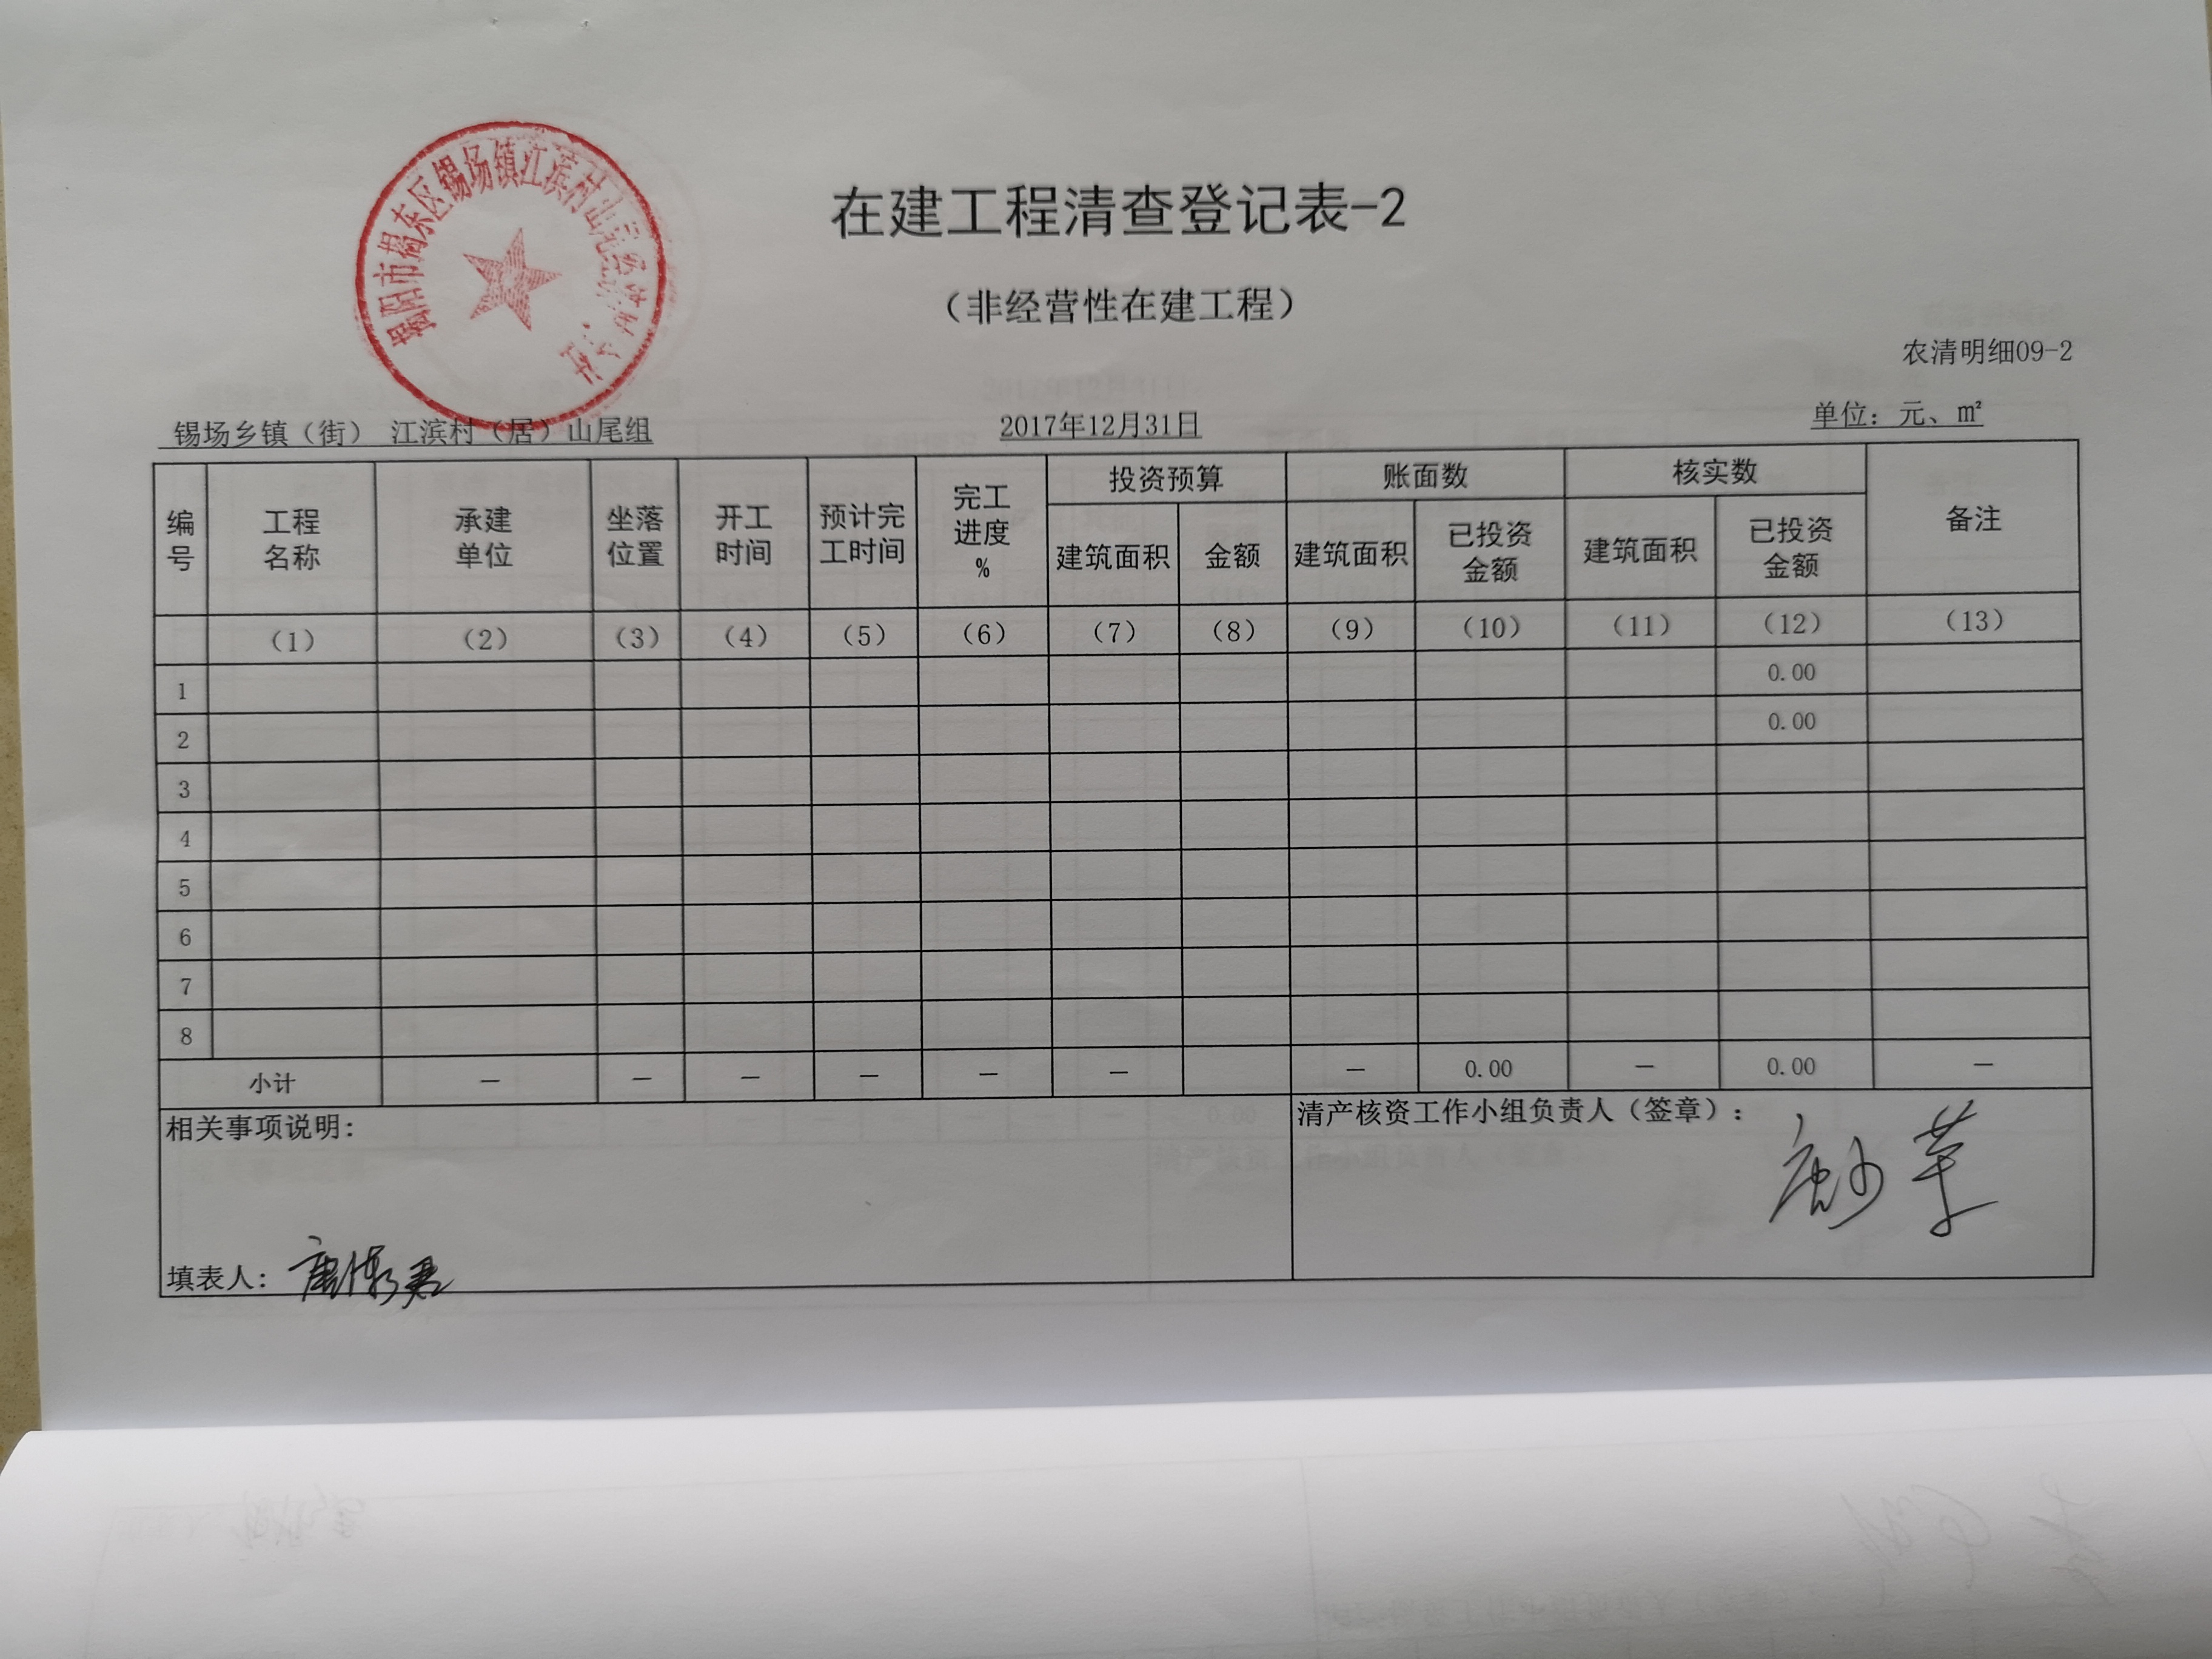 揭阳市揭东区锡场镇江滨村山尾经济合作社
在建工程清查登记表-2
（非经营性在建工程）
农清明细09-2
锡场乡镇（街） 江滨村（居）山尾组 2017年12月31日 单位：元、㎡
编号 工程名称 承建单位 坐落位置 开工时间 预计完工时间 完工进度% 投资预算 账面数 核实数 备注
建筑面积 金额 建筑面积 已投资金额 建筑面积 已投资金额
（1） （2） （3） （4） （5） （6） （7） （8） （9） （10） （11） （12） （13）
1 0.00
2 0.00
3
4
5
6
7
8
小计 — — — — — — — 0.00 — 0.00 —
相关事项说明： 清产核资工作小组负责人（签章）：
填表人：